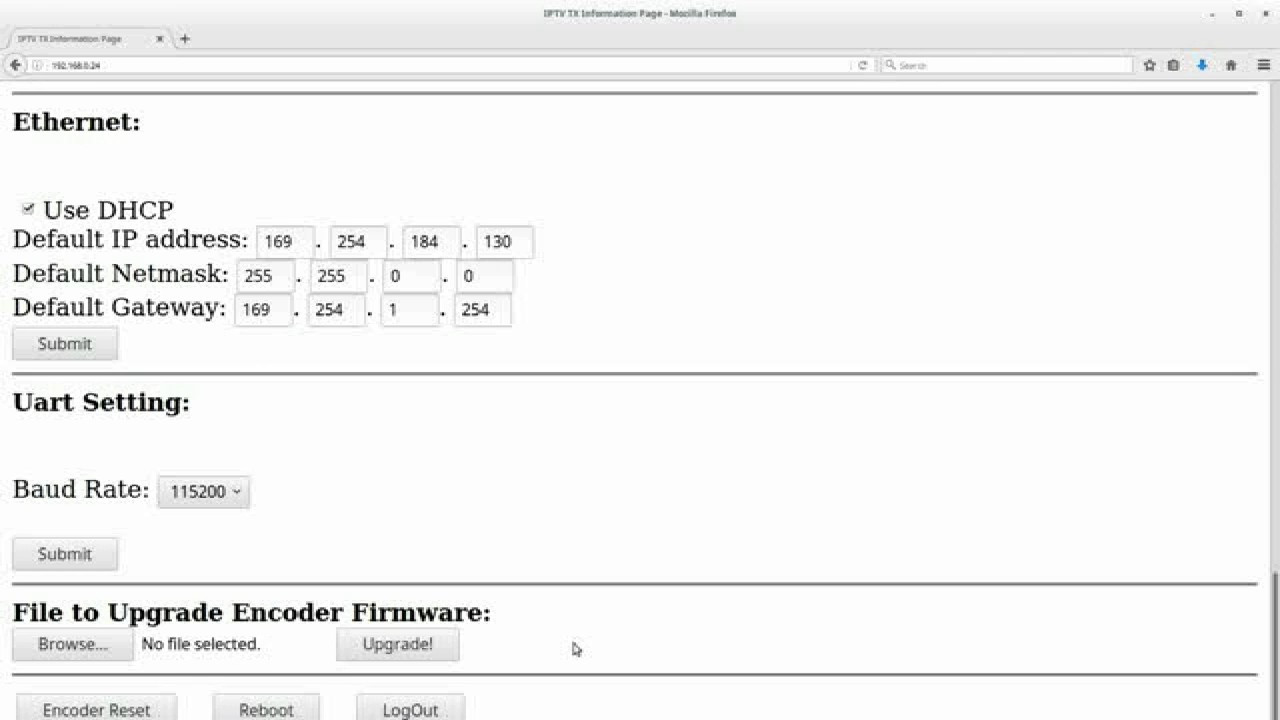 IPTV TX Information Page - Mozilla Firefox
IPTV TX Information Page
192.168.0.24
Search
Ethernet:
Use DHCP
Default IP address: 169 . 254 . 184 . 130
Default Netmask: 255 . 255 . 0 . 0
Default Gateway: 169 . 254 . 1 . 254
Submit
Uart Setting:
Baud Rate: 115200
Submit
File to Upgrade Encoder Firmware:
Browse... No file selected. Upgrade!
Encoder Reset Reboot LogOut